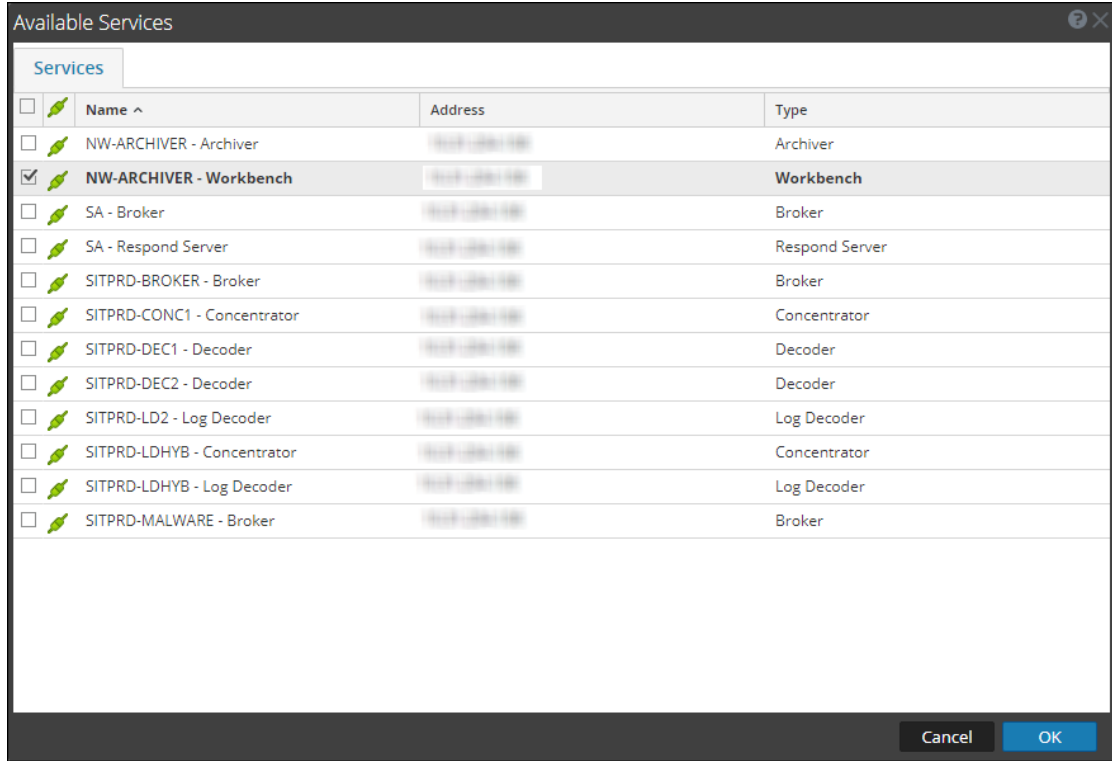 Available Services
Services
Name Address Type
NW-ARCHIVER - Archiver Archiver
NW-ARCHIVER - Workbench Workbench
SA - Broker Broker
SA - Respond Server Respond Server
SITPRD-BROKER - Broker Broker
SITPRD-CONC1 - Concentrator Concentrator
SITPRD-DEC1 - Decoder Decoder
SITPRD-DEC2 - Decoder Decoder
SITPRD-LD2 - Log Decoder Log Decoder
SITPRD-LDHYB - Concentrator Concentrator
SITPRD-LDHYB - Log Decoder Log Decoder
SITPRD-MALWARE - Broker Broker
Cancel OK